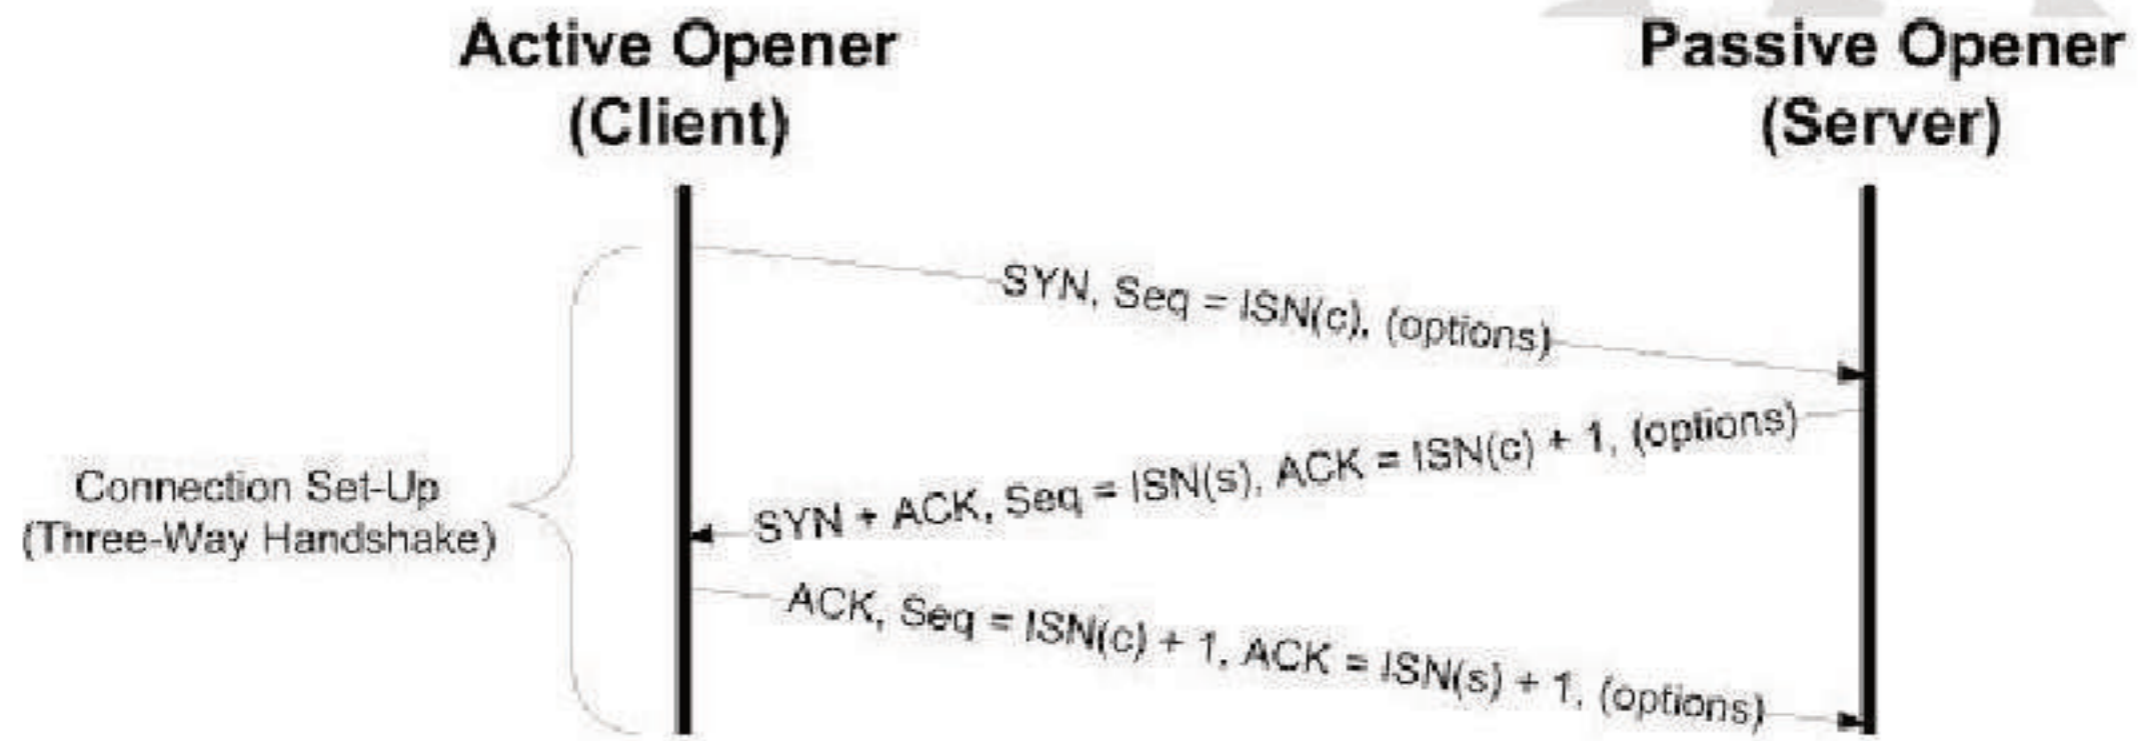 Active Opener
(Client)
Passive Opener
(Server)
SYN, Seq = ISN(c), (options)
SYN + ACK, Seq = ISN(s), ACK = ISN(c) + 1, (options)
Connection Set-Up
(Three-Way Handshake)
ACK, Seq = ISN(c) + 1, ACK = ISN(s) + 1, (options)